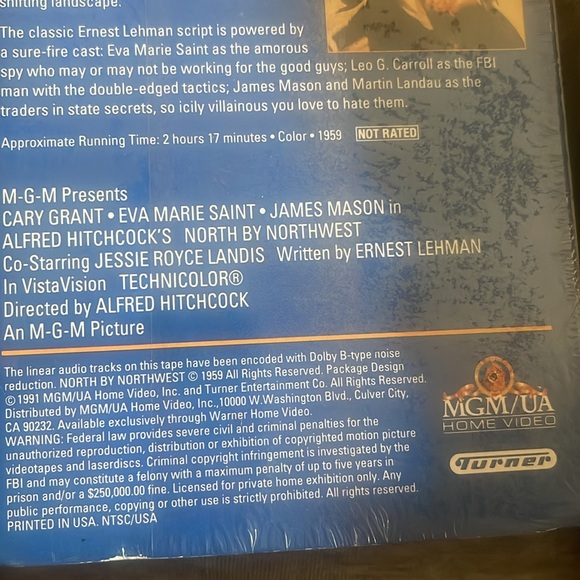 shifting landscape.
The classic Ernest Lehman script is powered by
a sure-fire cast: Eva Marie Saint as the amorous
spy who may or may not be working for the good guys; Leo G. Carroll as the FBI
man with the double-edged tactics; James Mason and Martin Landau as the
traders in state secrets, so icily villainous you love to hate them.
Approximate Running Time: 2 hours 17 minutes • Color • 1959 NOT RATED
M-G-M Presents
CARY GRANT • EVA MARIE SAINT • JAMES MASON in
ALFRED HITCHCOCK'S NORTH BY NORTHWEST
Co-Starring JESSIE ROYCE LANDIS Written by ERNEST LEHMAN
In VistaVision TECHNICOLOR®
Directed by ALFRED HITCHCOCK
An M-G-M Picture
The linear audio tracks on this tape have been encoded with Dolby B-type noise
reduction. NORTH BY NORTHWEST © 1959 All Rights Reserved. Package Design
©1991 MGM/UA Home Video, Inc. and Turner Entertainment Co. All Rights Reserved.
Distributed by MGM/UA Home Video, Inc.,10000 W.Washington Blvd., Culver City,
CA 90232. Available exclusively through Warner Home Video.
WARNING: Federal law provides severe civil and criminal penalties for the
unauthorized reproduction, distribution or exhibition of copyrighted motion picture
videotapes and laserdiscs. Criminal copyright infringement is investigated by the
FBI and may constitute a felony with a maximum penalty of up to five years in
prison and/or a $250,000.00 fine. Licensed for private home exhibition only. Any
public performance, copying or other use is strictly prohibited. All rights reserved.
PRINTED IN USA. NTSC/USA
MGM/UA
HOME VIDEO
Turner